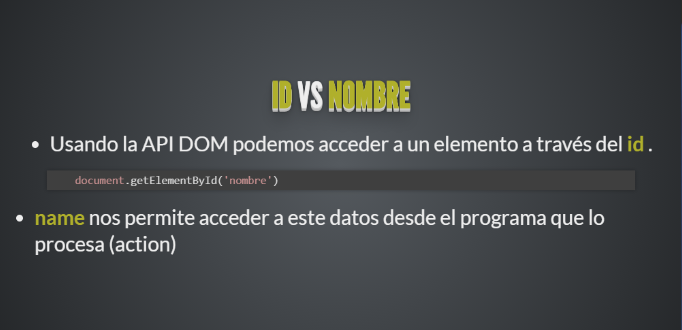 ID VS NOMBRE
• Usando la API DOM podemos acceder a un elemento a través del id .
document.getElementById('nombre')
• name nos permite acceder a este datos desde el programa que lo
procesa (action)